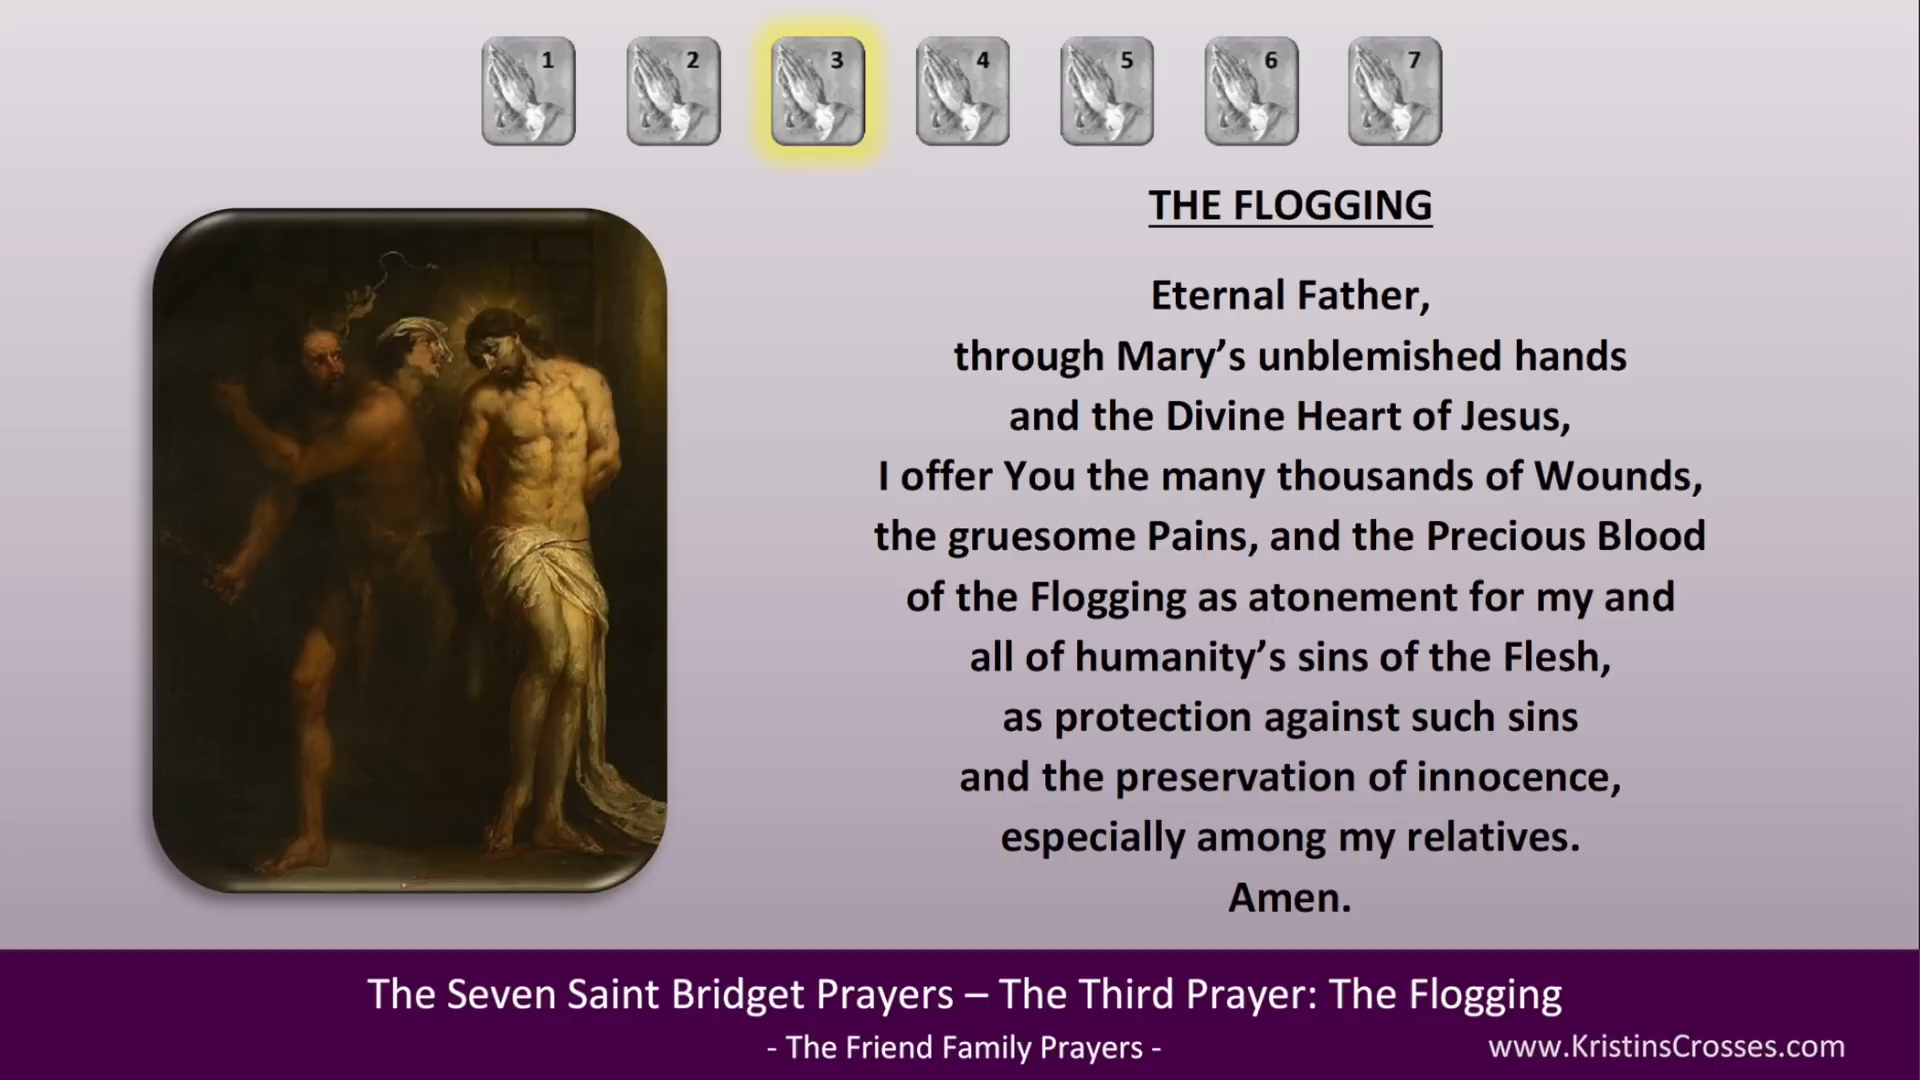 1 2 3 4 5 6 7
THE FLOGGING
Eternal Father,
through Mary’s unblemished hands
and the Divine Heart of Jesus,
I offer You the many thousands of Wounds,
the gruesome Pains, and the Precious Blood
of the Flogging as atonement for my and
all of humanity’s sins of the Flesh,
as protection against such sins
and the preservation of innocence,
especially among my relatives.
Amen.
The Seven Saint Bridget Prayers – The Third Prayer: The Flogging
- The Friend Family Prayers -
www.KristinsCrosses.com